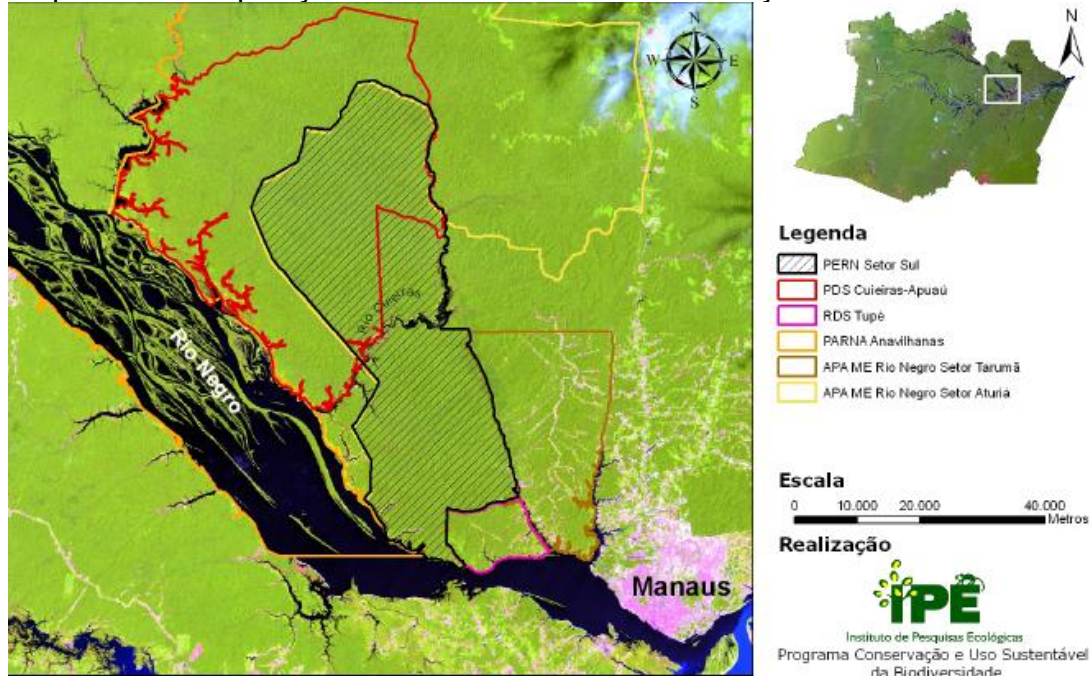 N
W
E
S
N
Rio Cuieiras
Rio Negro
Manaus
Legenda
PERN Setor Sul
PDS Cuieiras-Apuaú
RDS Tupé
PARNA Anavilhanas
APA ME Rio Negro Setor Tarumã
APA ME Rio Negro Setor Aturiá
Escala
0 10.000 20.000 40.000
Metros
Realização
IPÊ
Instituto de Pesquisas Ecológicas
Programa Conservação e Uso Sustentável
da Biodiversidade